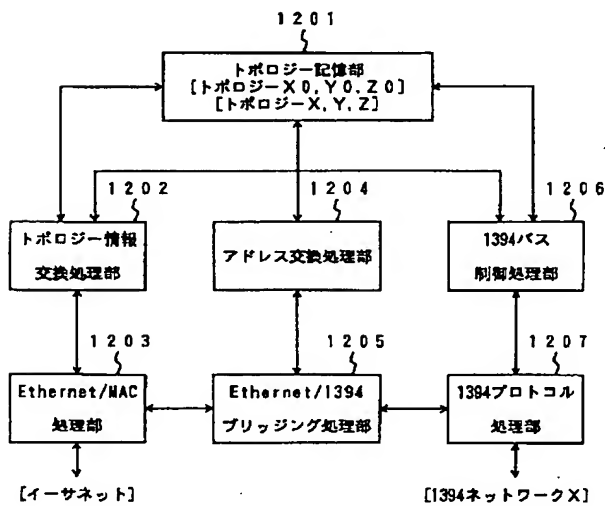 1201
トポロジー記憶部
[トポロジーX0,Y0,Z0]
[トポロジーX,Y,Z]
1202
1204
1206
トポロジー情報
交換処理部
アドレス交換処理部
1394バス
制御処理部
1203
1205
1207
Ethernet/MAC
処理部
Ethernet/1394
ブリッジング処理部
1394プロトコル
処理部
[イーサネット]
[1394ネットワークX]